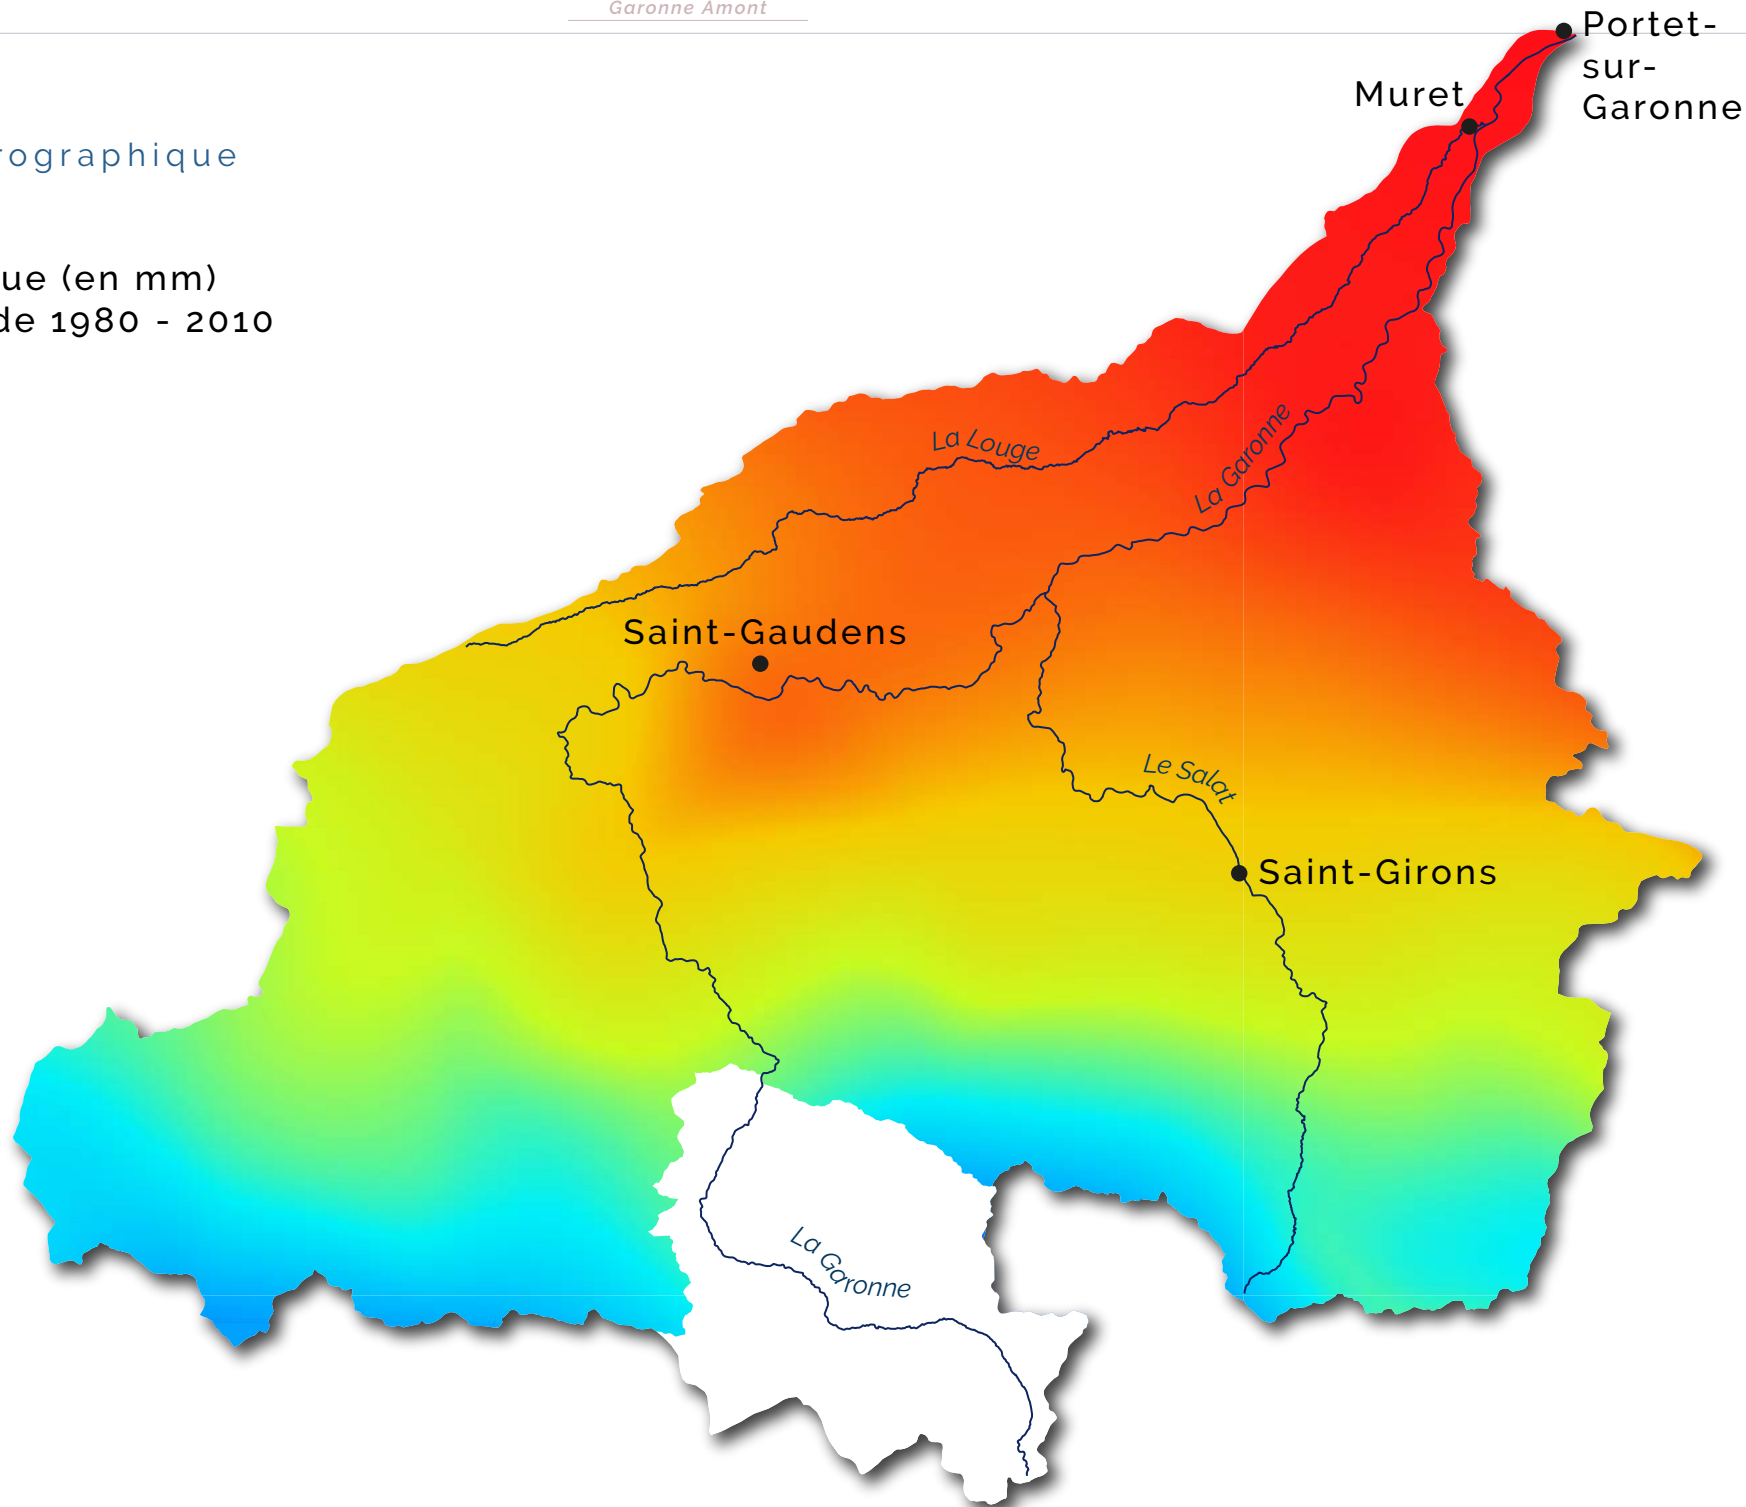 Garonne Amont
Portet-
sur-
Garonne
Muret
rographique
ue (en mm)
de 1980 - 2010
La Louge
La Garonne
Saint-Gaudens
Le Salat
Saint-Girons
La Garonne